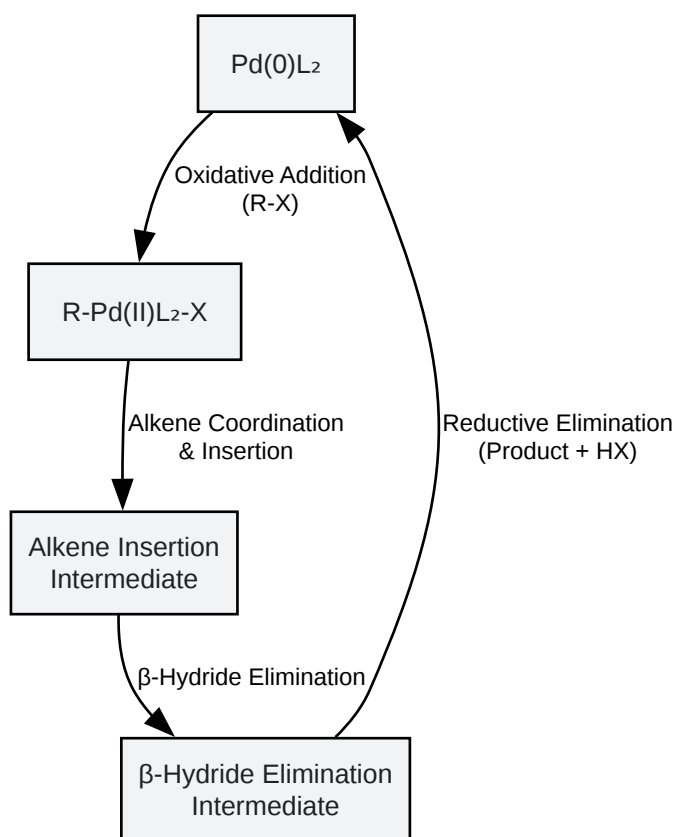 Pd(0)L₂
Oxidative Addition
(R-X)
R-Pd(II)L₂-X
Alkene Coordination
& Insertion
Reductive Elimination
(Product + HX)
Alkene Insertion
Intermediate
β-Hydride Elimination
β-Hydride Elimination
Intermediate